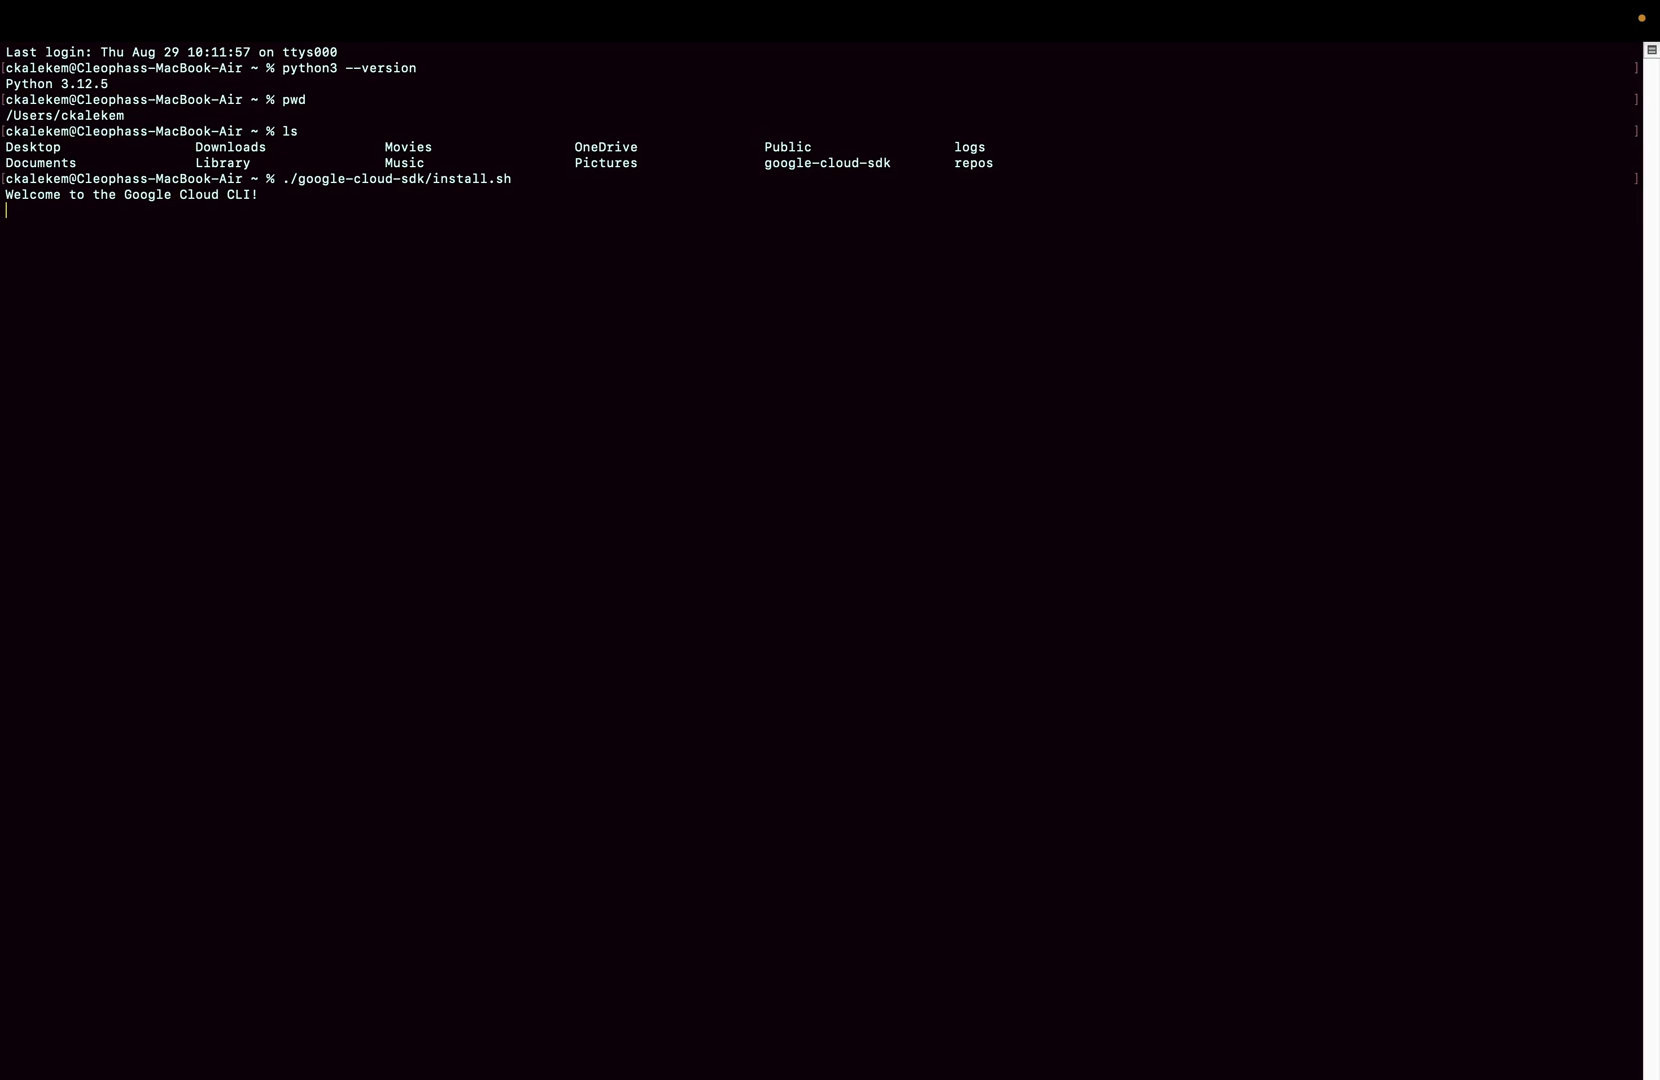 Last login: Thu Aug 29 10:11:57 on ttys000
[ckalekem@Cleophass-MacBook-Air ~ % python3 --version ]
Python 3.12.5
[ckalekem@Cleophass-MacBook-Air ~ % pwd ]
/Users/ckalekem
[ckalekem@Cleophass-MacBook-Air ~ % ls ]
Desktop Downloads Movies OneDrive Public logs
Documents Library Music Pictures google-cloud-sdk repos
[ckalekem@Cleophass-MacBook-Air ~ % ./google-cloud-sdk/install.sh ]
Welcome to the Google Cloud CLI!